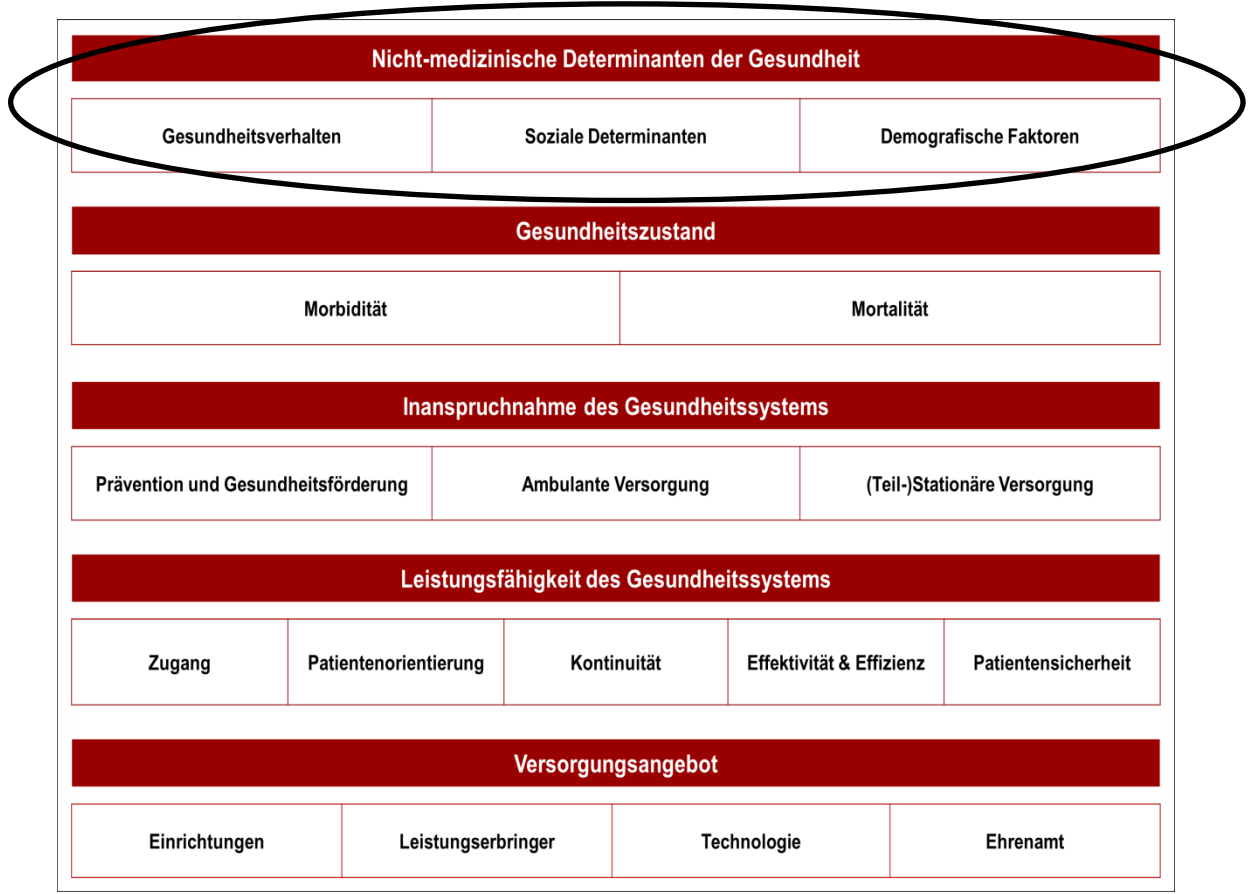 Nicht-medizinische Determinanten der Gesundheit
Gesundheitsverhalten
Soziale Determinanten
Demografische Faktoren
Gesundheitszustand
Morbidität
Mortalität
Inanspruchnahme des Gesundheitssystems
Prävention und Gesundheitsförderung
Ambulante Versorgung
(Teil-)Stationäre Versorgung
Leistungsfähigkeit des Gesundheitssystems
Zugang
Patientenorientierung
Kontinuität
Effektivität & Effizienz
Patientensicherheit
Versorgungsangebot
Einrichtungen
Leistungserbringer
Technologie
Ehrenamt